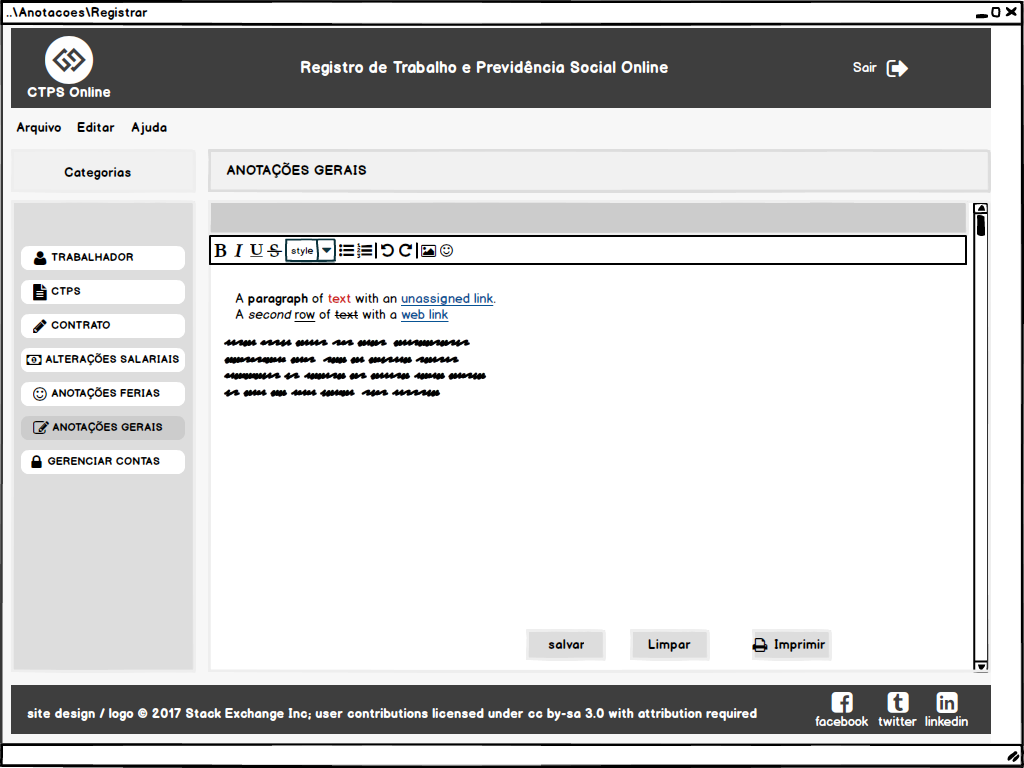 ..\Anotacoes\Registrar
CTPS Online
Registro de Trabalho e Previdência Social Online
Sair
Arquivo Editar Ajuda
Categorias
ANOTAÇÕES GERAIS
TRABALHADOR
CTPS
CONTRATO
ALTERAÇÕES SALARIAIS
ANOTAÇÕES FERIAS
ANOTAÇÕES GERAIS
GERENCIAR CONTAS
B I U S style
A paragraph of text with an unassigned link.
A second row of text with a web link
salvar Limpar Imprimir
site design / logo © 2017 Stack Exchange Inc; user contributions licensed under cc by-sa 3.0 with attribution required
facebook twitter linkedin